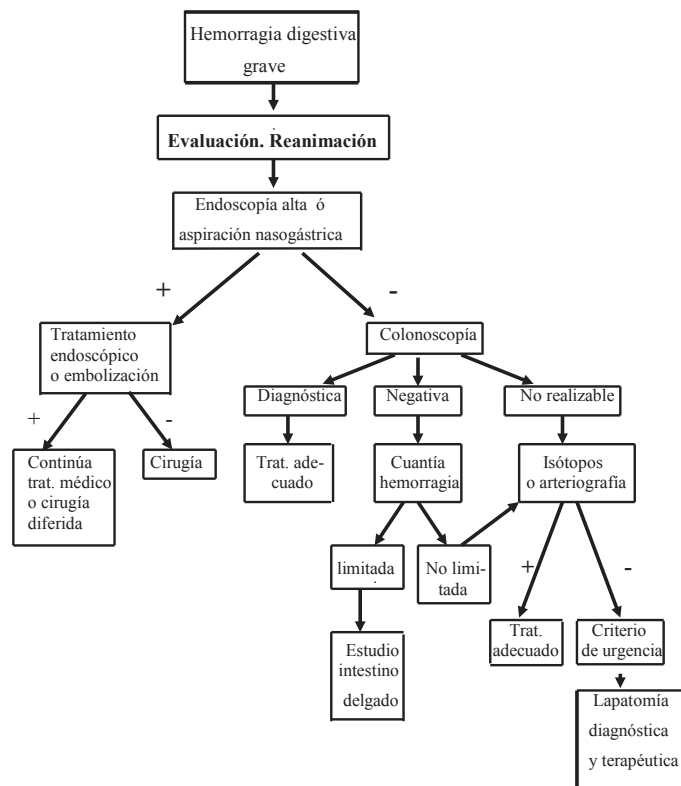 Hemorragia digestiva
grave
Evaluación. Reanimación
Endoscopía alta ó
aspiración nasogástrica
+
-
Tratamiento
endoscópico
o embolización
Colonoscopía
+
-
Continúa
trat. médico
o cirugía
diferida
Cirugía
Diagnóstica
Negativa
No realizable
Trat. ade-
cuado
Cuantía
hemorragia
Isótopos
o arteriografía
limitada
No limi-
tada
+
-
Estudio
intestino
delgado
Trat.
adecuado
Criterio
de urgencia
Lapatomía
diagnóstica
y terapéutica